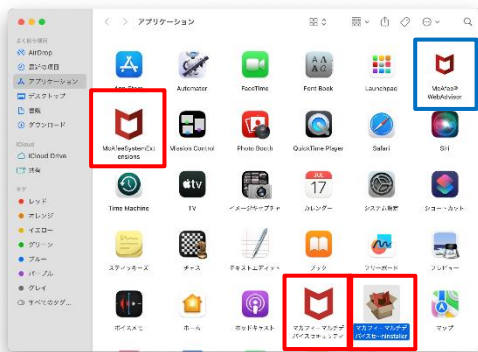 アプリケーション
よく使う項目
AirDrop
最近の項目
アプリケーション
デスクトップ
書類
ダウンロード
iCloud
iCloud Drive
共有
タグ
レッド
オレンジ
イエロー
グリーン
ブルー
パープル
グレイ
すべてのタグ...
App Store
Automator
FaceTime
Font Book
Launchpad
McAfee®
WebAdvisor
McAfeeSystemExt
ensions
Mission Control
Photo Booth
QuickTime Player
Safari
Siri
Time Machine
TV
イメージキャプチャ
JUL
17
カレンダー
システム設定
ショートカット
スティッキーズ
チェス
テキストエディット
ブック
フリーボード
プレビュー
ボイスメモ
ホーム
ポッドキャスト
マカフィー マルチデ
バイスセキュリティ
マカフィー マルチデ
バイスセ…ninstaller
マップ